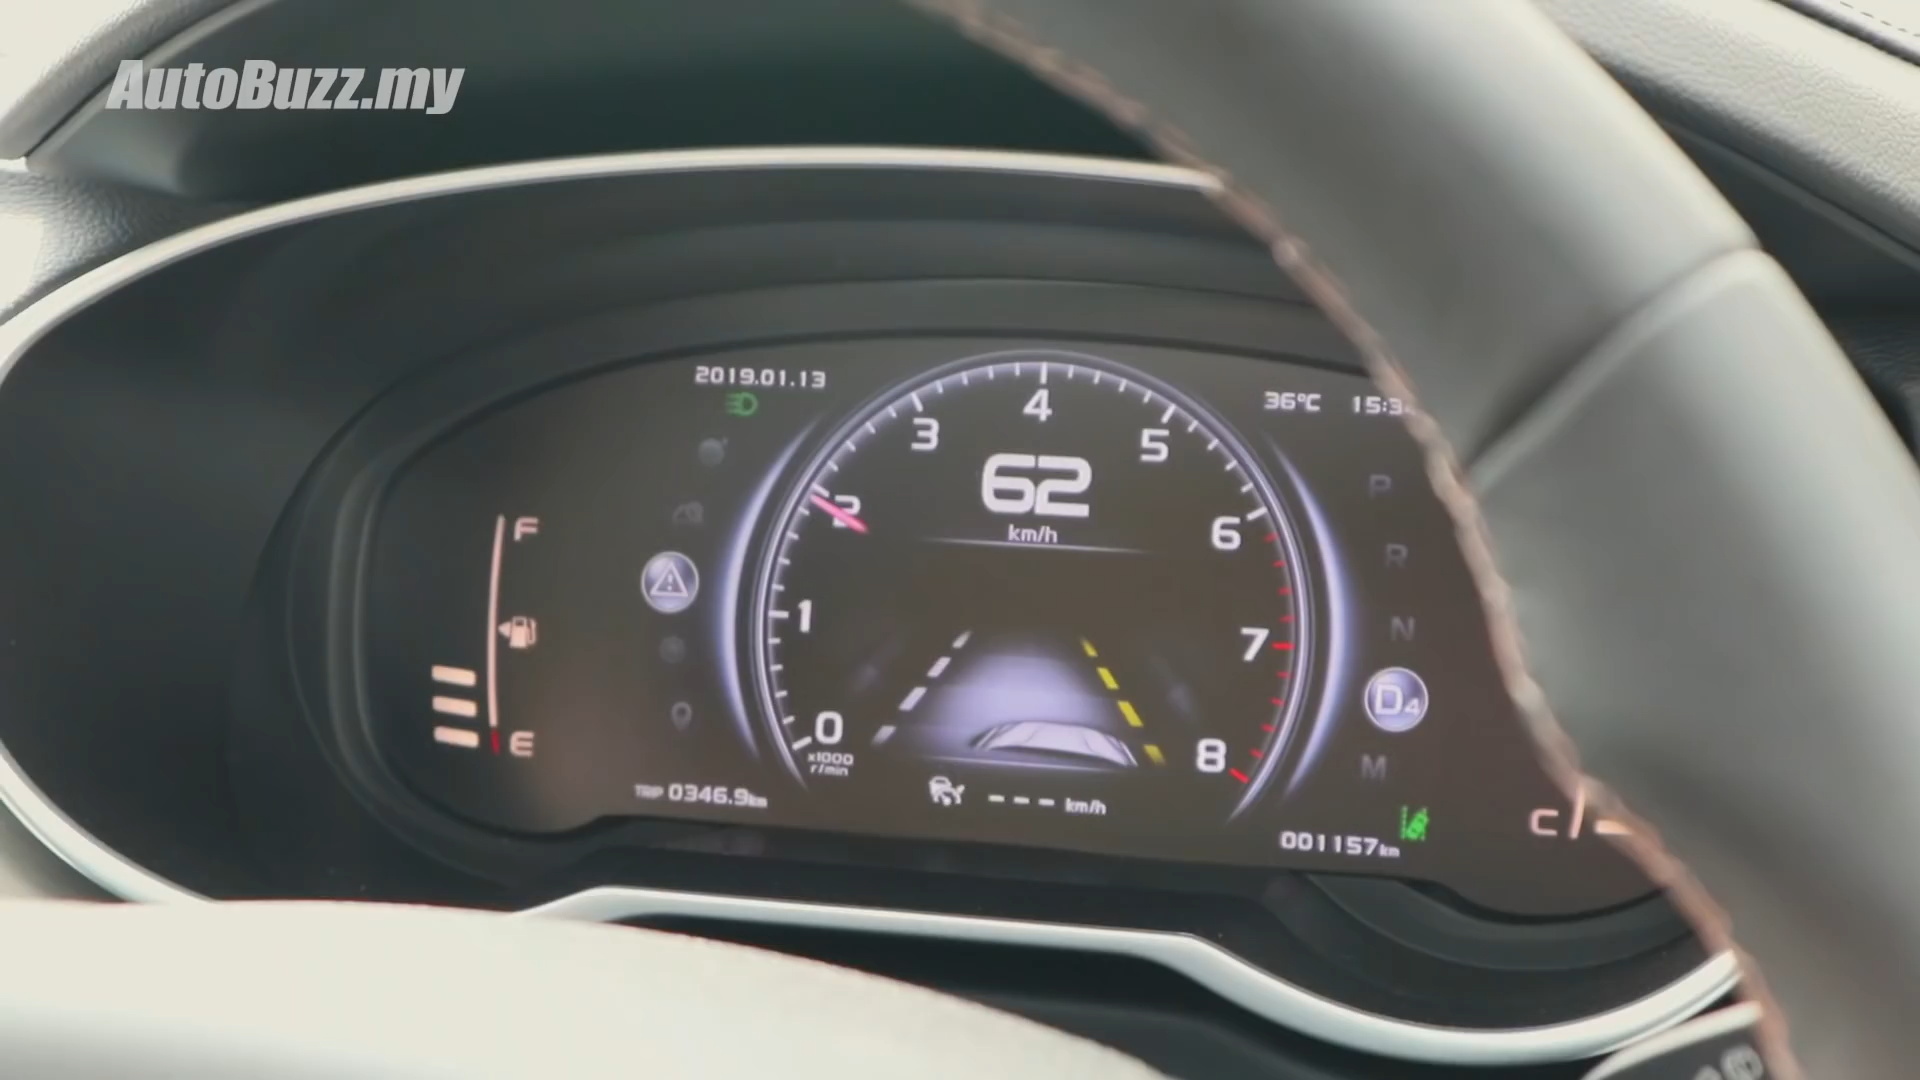 AutoBuzz.my
2019.01.13
36°C
F
E
0
1
2
3
4
5
6
7
8
x1000
r/min
62
km/h
P
R
N
D4
M
TRIP 0346.9km
--- km/h
001157km
C